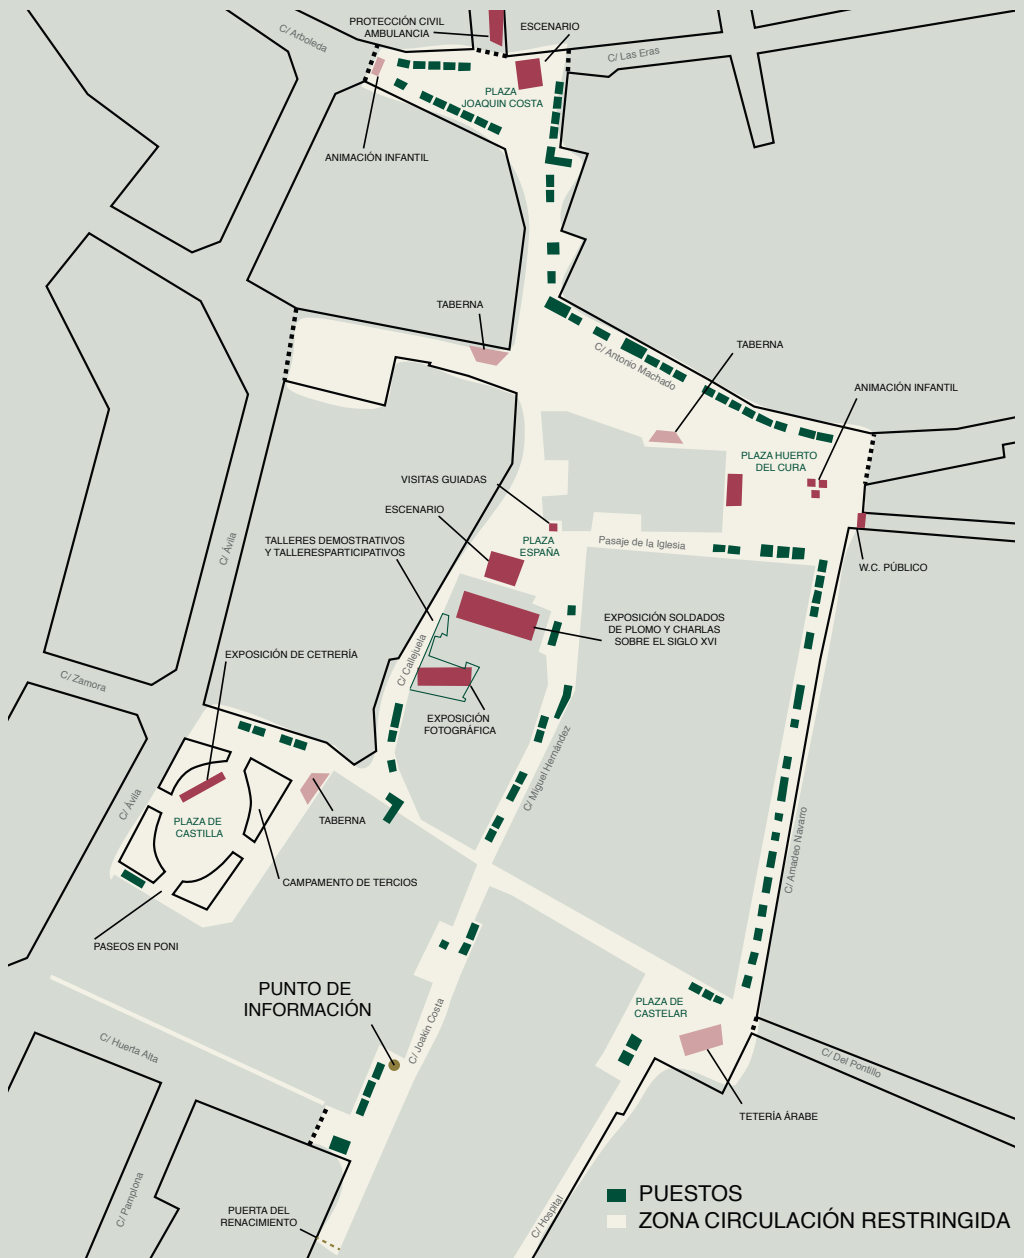 PROTECCIÓN CIVIL
AMBULANCIA
ESCENARIO
C/ Arboleda
C/ Las Eras
PLAZA
JOAQUIN COSTA
ANIMACIÓN INFANTIL
TABERNA
C/ Antonio Machado
TABERNA
ANIMACIÓN INFANTIL
PLAZA HUERTO
DEL CURA
VISITAS GUIADAS
ESCENARIO
TALLERES DEMOSTRATIVOS
Y TALLERESPARTICIPATIVOS
PLAZA
ESPAÑA
Pasaje de la Iglesia
W.C. PÚBLICO
C/ Ávila
EXPOSICIÓN SOLDADOS
DE PLOMO Y CHARLAS
SOBRE EL SIGLO XVI
EXPOSICIÓN DE CETRERÍA
C/ Callejuela
C/ Zamora
EXPOSICIÓN
FOTOGRÁFICA
C/ Miguel Hernández
C/ Ávila
PLAZA DE
CASTILLA
TABERNA
C/ Amadeo Navarro
CAMPAMENTO DE TERCIOS
PASEOS EN PONI
PUNTO DE
INFORMACIÓN
PLAZA DE
CASTELAR
C/ Joakin Costa
C/ Huerta Alta
C/ Del Pontillo
TETERÍA ÁRABE
C/ Pamplona
C/ Hospital
PUERTA DEL
RENACIMIENTO
PUESTOS
ZONA CIRCULACIÓN RESTRINGIDA